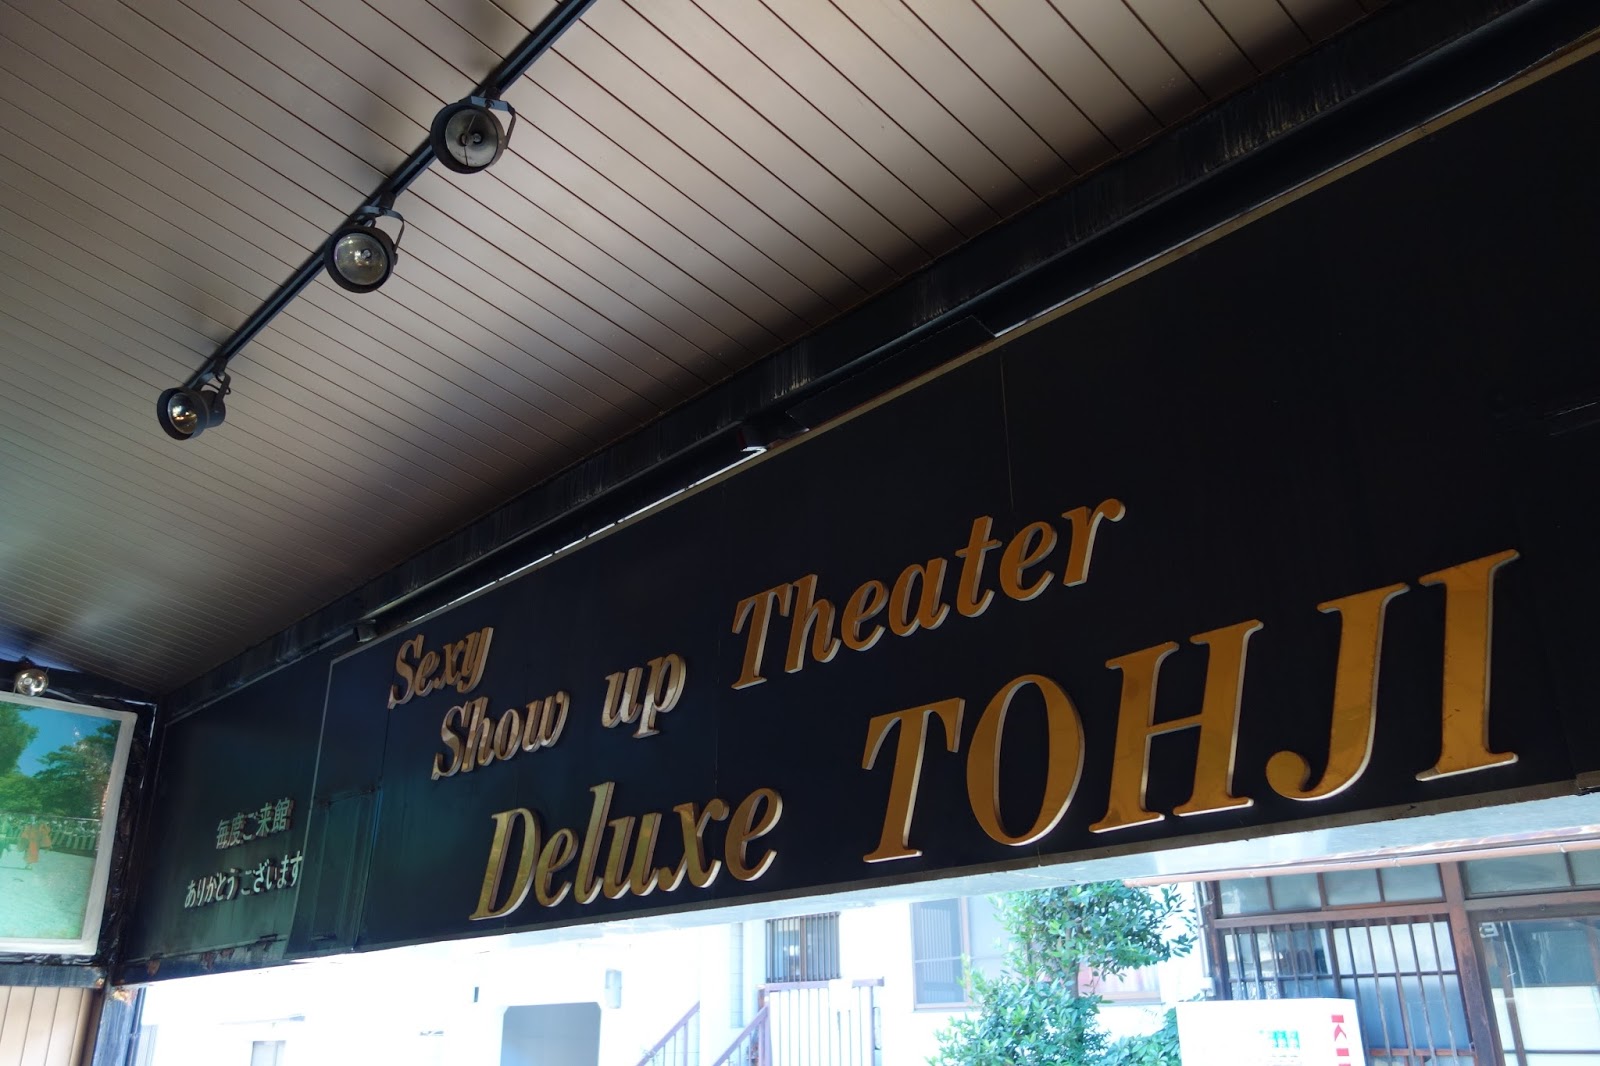 Sexy
Show up Theater
Deluxe TOHJI
毎度ご来館
ありがとうございます